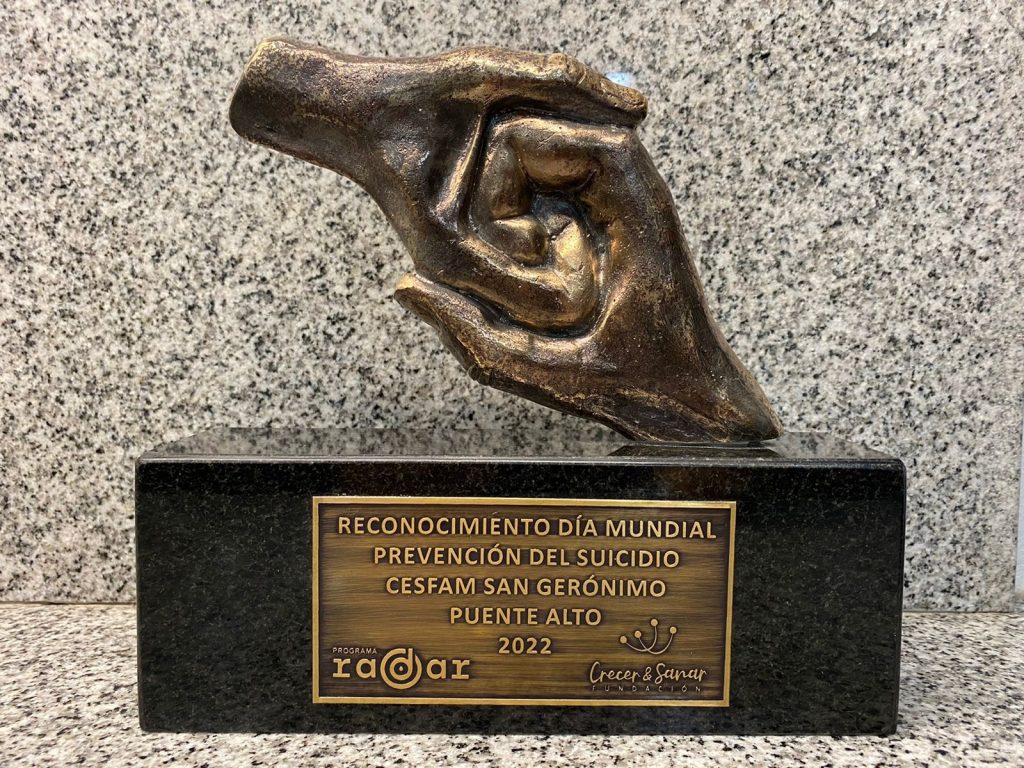 RECONOCIMIENTO DÍA MUNDIAL
PREVENCIÓN DEL SUICIDIO
CESFAM SAN GERÓNIMO
PUENTE ALTO
2022
PROGRAMA
radar
Crecer & Sanar
FUNDACIÓN